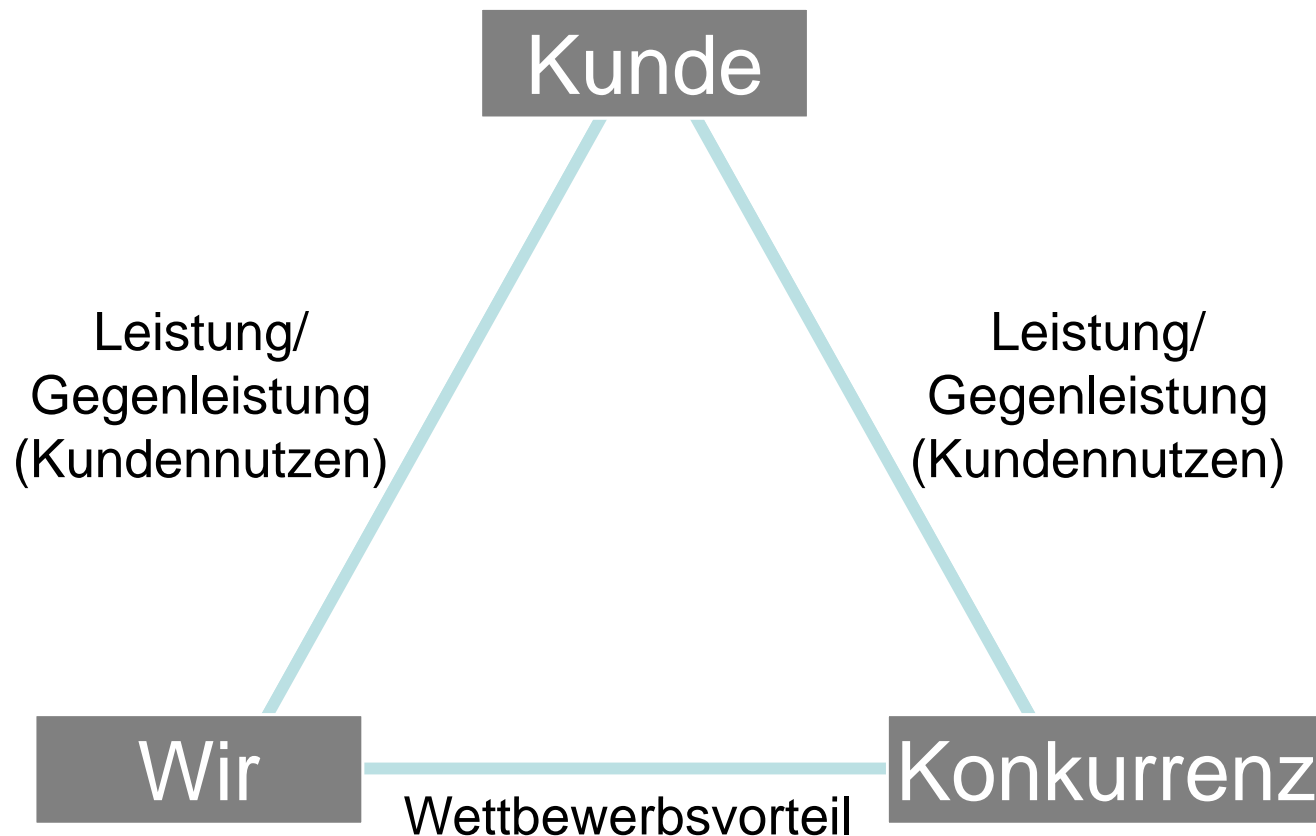 Kunde
Leistung/
Gegenleistung
(Kundennutzen)
Leistung/
Gegenleistung
(Kundennutzen)
Wir
Konkurrenz
Wettbewerbsvorteil